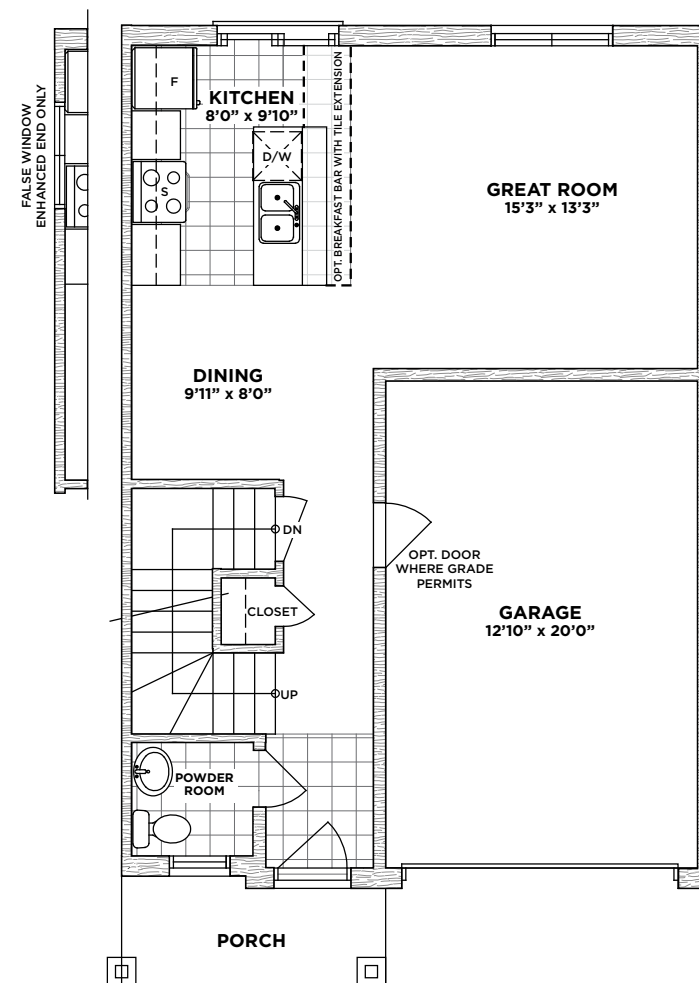 FALSE WINDOW
ENHANCED END ONLY
F
KITCHEN
8'0” x 9'10”
D/W
S
OPT. BREAKFAST BAR WITH TILE EXTENSION
GREAT ROOM
15'3” x 13'3”
DINING
9'11” x 8'0”
DN
OPT. DOOR
WHERE GRADE
PERMITS
CLOSET
GARAGE
12'10” x 20'0”
UP
POWDER
ROOM
PORCH